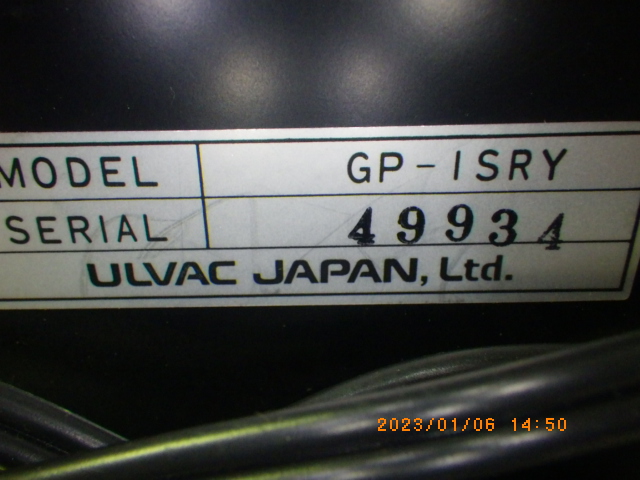 MODEL GP-1SRY
SERIAL 49934
ULVAC JAPAN, Ltd.
2023/01/06 14:50